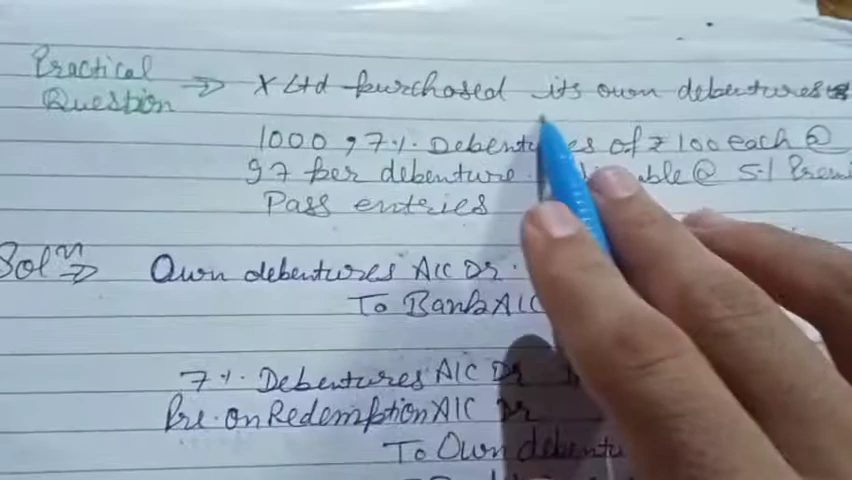 Practical
Question ⇒ X Ltd purchased its own debentures
1000, 7% Debentures of ₹100 each @
97 per debenture. able @ 5% Premi
Pass entries
Solⁿ ⇒ Own debentures A/C Dr.
To Bank A/C
7% Debentures A/C Dr
Pre. on Redemption A/C Dr
To Own debentu